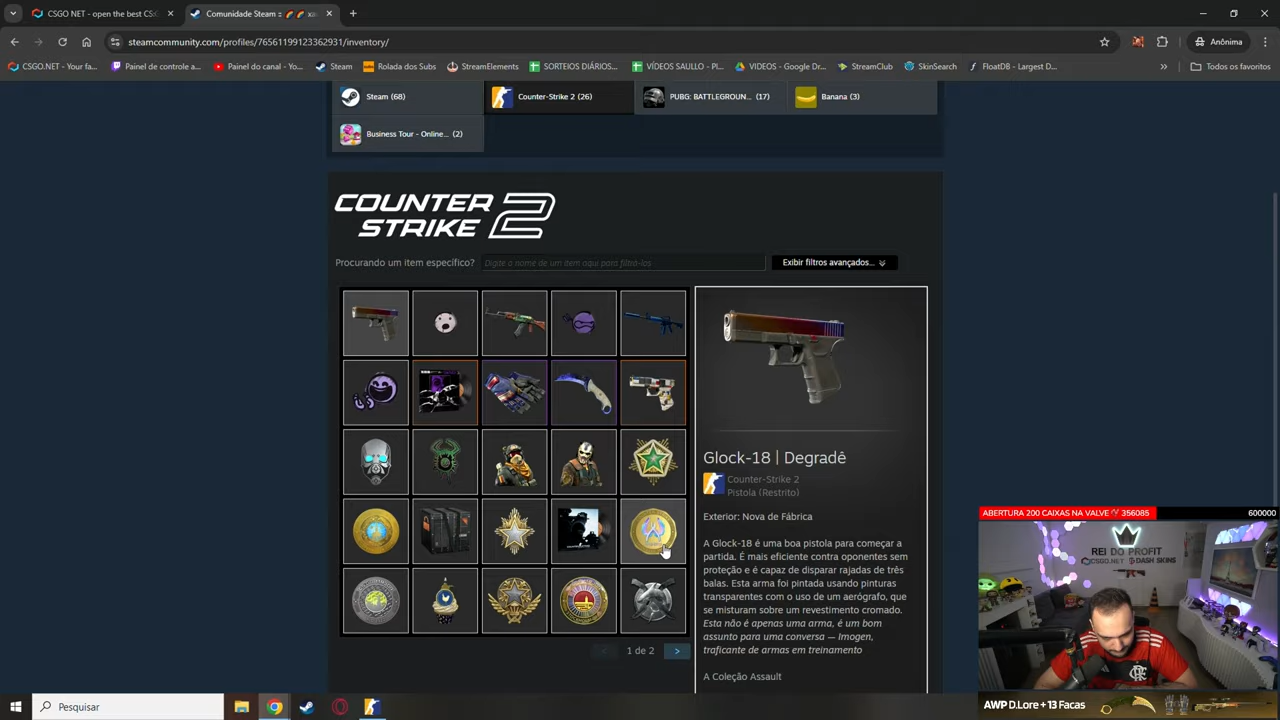 CSGO NET - open the best CS
Comunidade Steam ::
steamcommunity.com/profiles/76561199123362931/inventory/
Anônima
CSGO.NET - Your fa...
Painel de controle a...
Painel do canal - Yo...
Steam
Rolada dos Subs
StreamElements
SORTEIOS DIÁRIOS...
VÍDEOS SAULLO - Pl...
VIDEOS - Google Dr...
StreamClub
SkinSearch
FloatDB - Largest D...
Todos os favoritos
Steam (68)
Counter-Strike 2 (26)
PUBG: BATTLEGROUN... (17)
Banana (3)
Business Tour - Online... (2)
COUNTER
STRIKE 2
Procurando um item específico?
Digite o nome de um item aqui para filtrá-los
Exibir filtros avançados...
Glock-18 | Degradê
Counter-Strike 2
Pistola (Restrito)
Exterior: Nova de Fábrica
A Glock-18 é uma boa pistola para começar a
partida. É mais eficiente contra oponentes sem
proteção e é capaz de disparar rajadas de três
balas. Esta arma foi pintada usando pinturas
transparentes com o uso de um aerógrafo, que
se misturam sobre um revestimento cromado.
Esta não é apenas uma arma, é um bom
assunto para uma conversa — Imogen,
traficante de armas em treinamento
A Coleção Assault
< 1 de 2 >
ABERTURA 200 CAIXAS NA VALVE 356085
600000
REI DO PROFIT
CSGO.NET DASH SKINS
AWP D.Lore + 13 Facas
Pesquisar